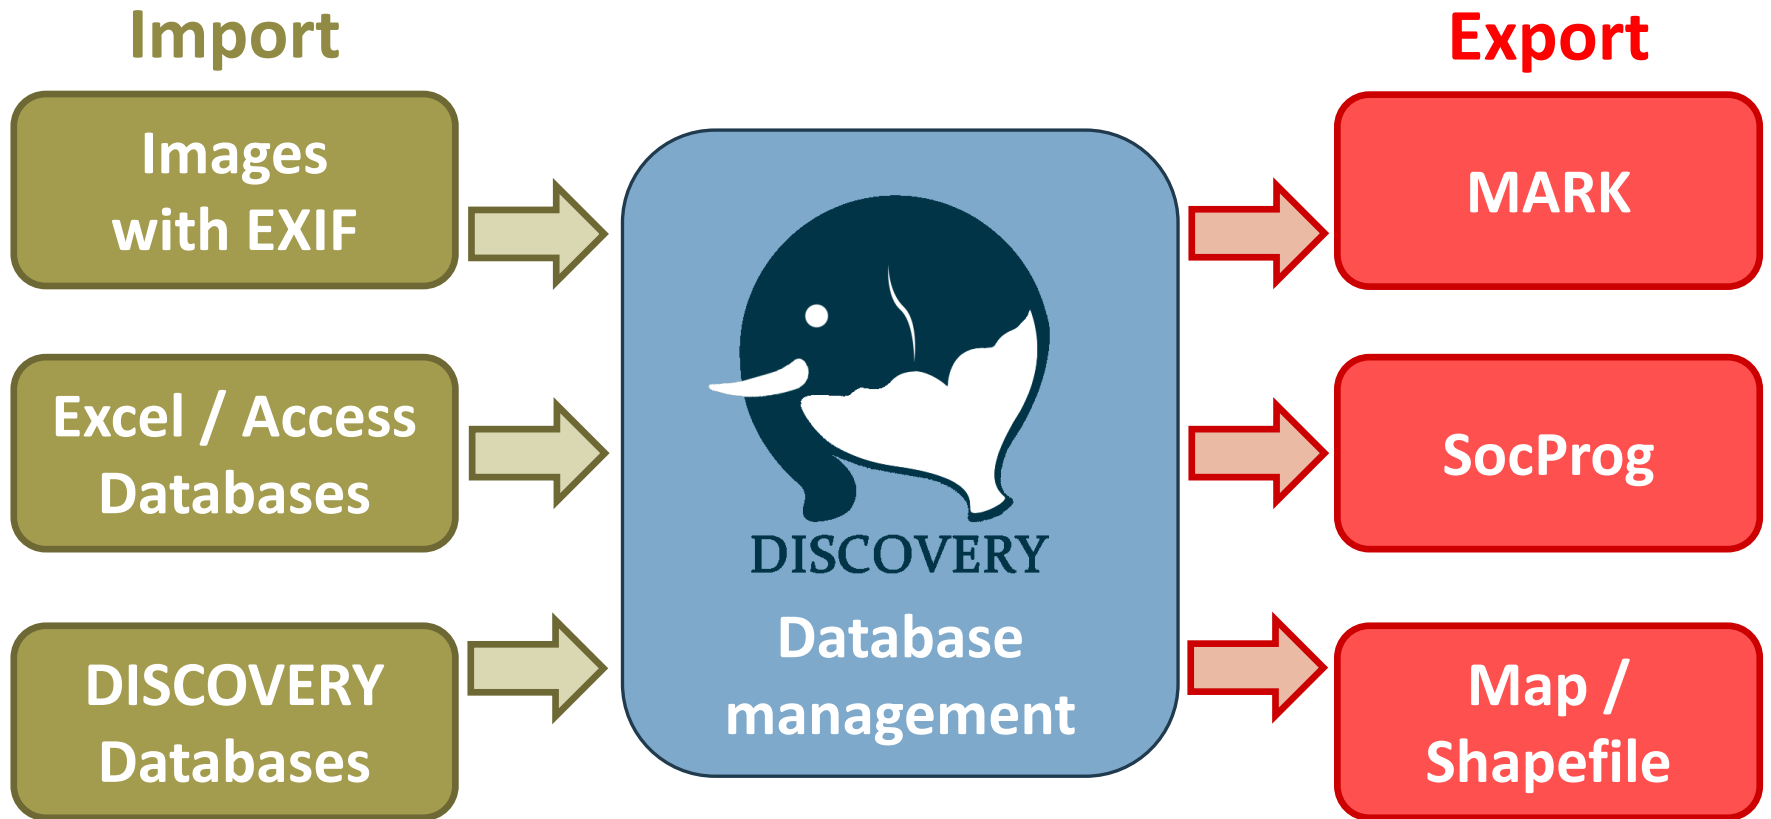 Import
Images
with EXIF
Excel / Access
Databases
DISCOVERY
Databases
DISCOVERY
Database
management
Export
MARK
SocProg
Map /
Shapefile